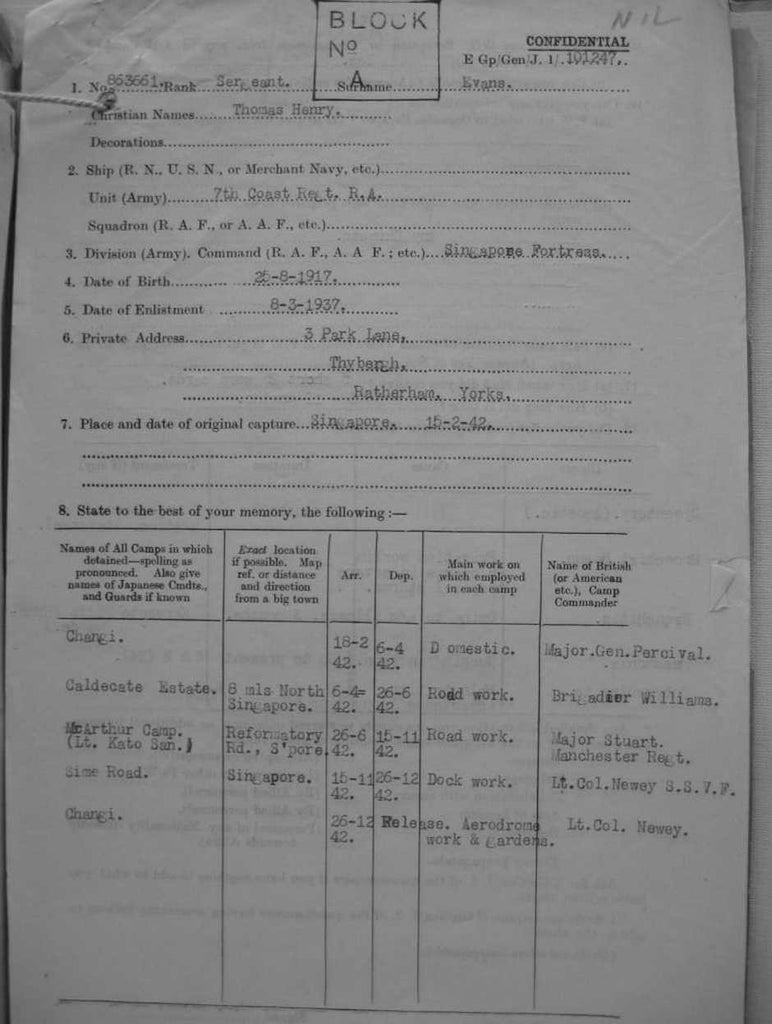 BLOCK
No
A
NIL
CONFIDENTIAL
E Gp/Gen/J. 1/.101247..
1. No. 863661. Rank... Sergeant. Surname... Evans.
Christian Names....... Thomas Henry.
Decorations
2. Ship (R. N., U. S. N., or Merchant Navy, etc.)
Unit (Army)........ 7th Coast Regt. R.A.
Squadron (R. A. F., or A. A. F., etc.)
3. Division (Army). Command (R. A. F., A. A F. ; etc.).... Singapore Fortress.
4. Date of Birth........... 25-8-1917.
5. Date of Enlistment ........... 8-3-1937.
6. Private Address........... 3 Park Lane,
Thybergh,
Ratherham, Yorks.
7. Place and date of original capture... Singapore. 15-2-42.
8. State to the best of your memory, the following :—
Names of All Camps in which detained—spelling as pronounced. Also give names of Japanese Cmdts., and Guards if known
Exact location if possible. Map ref. or distance and direction from a big town
Arr.
Dep.
Main work on which employed in each camp
Name of British (or American etc.), Camp Commander
Changi. 18-2 42. 6-4 42. Domestic. Major.Gen.Percival.
Caldecate Estate. 8 mls North Singapore. 6-4= 42. 26-6 42. Road work. Brigadier Williams.
McArthur Camp. (Lt. Kato San.) Reformatory Rd., S'pore. 26-6 42. 15-11 42. Road work. Major Stuart. Manchester Regt.
Sime Road. Singapore. 15-11 42. 26-12 42. Dock work. Lt.Col.Newey S.S.V.F.
Changi. 26-12 42. Release. Aerodrome work & gardens. Lt.Col. Newey.